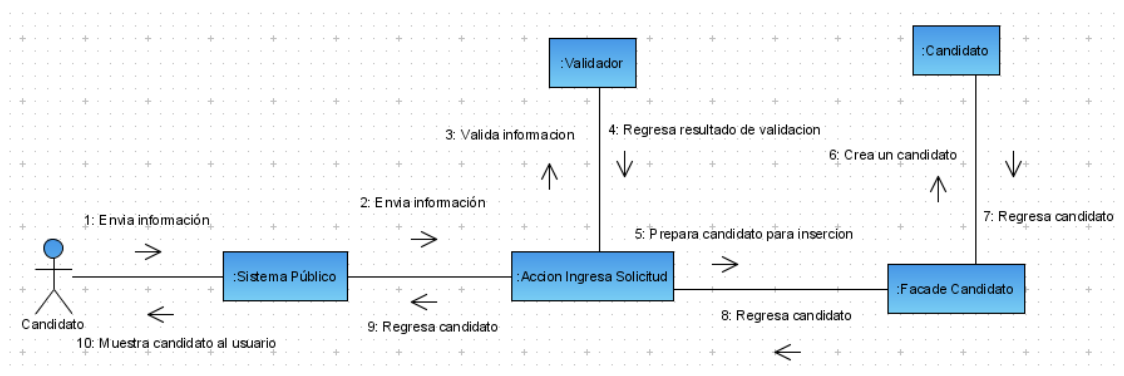 :Candidato
:Validador
3: Valida informacion
4: Regresa resultado de validacion
6: Crea un candidato
2: Envia información
1: Envia información
7: Regresa candidato
5: Prepara candidato para insercion
:Sistema Público
:Accion Ingresa Solicitud
:Facade Candidato
Candidato
9: Regresa candidato
8: Regresa candidato
10: Muestra candidato al usuario